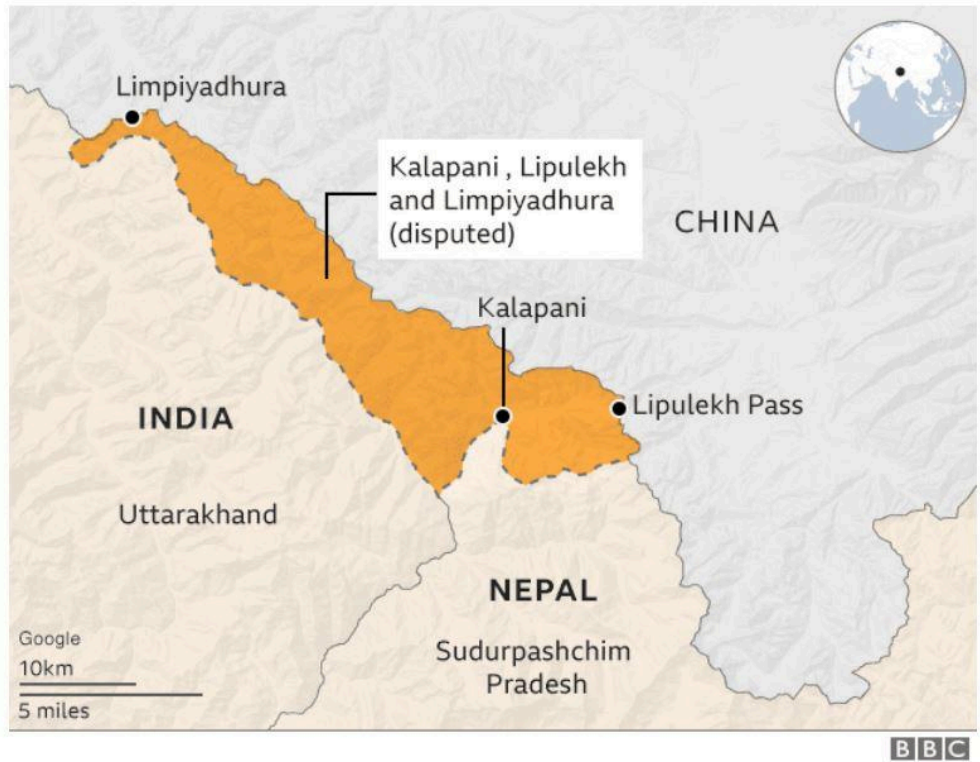 Limpiyadhura
Kalapani , Lipulekh
and Limpiyadhura
(disputed)
CHINA
Kalapani
Lipulekh Pass
INDIA
Uttarakhand
NEPAL
Sudurpashchim
Pradesh
Google
10km
5 miles
BBC